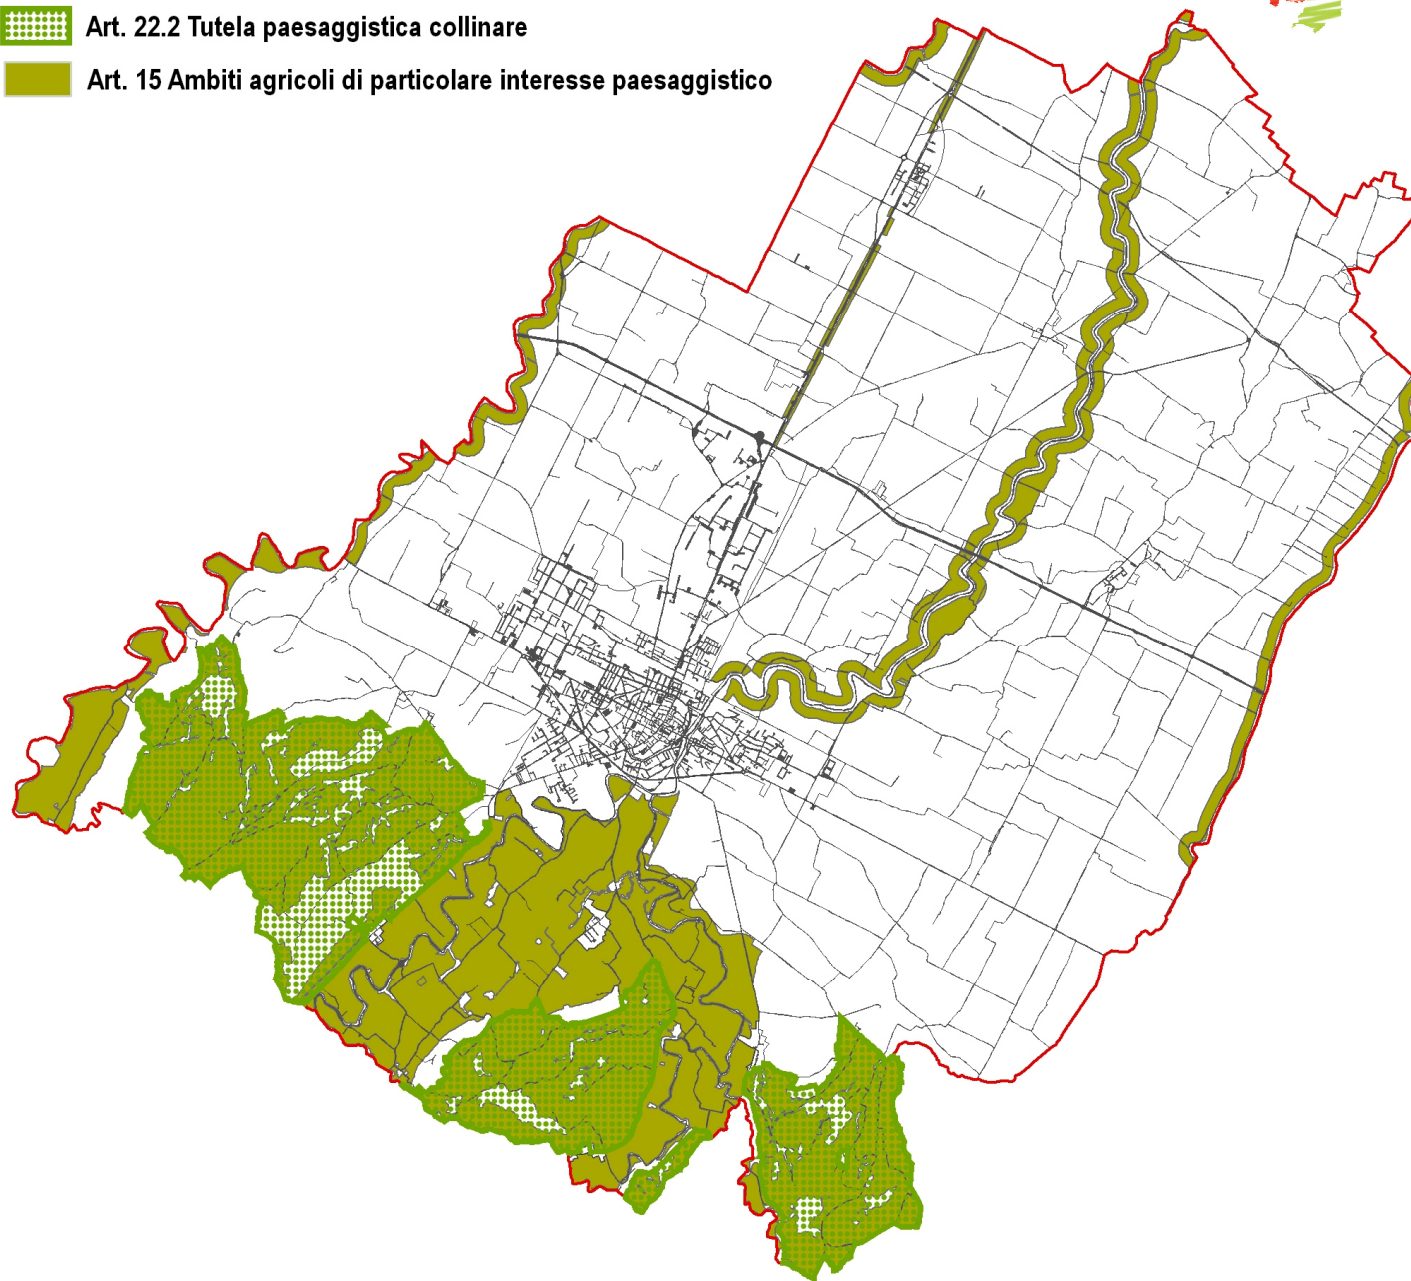 Art. 22.2 Tutela paesaggistica collinare
Art. 15 Ambiti agricoli di particolare interesse paesaggistico